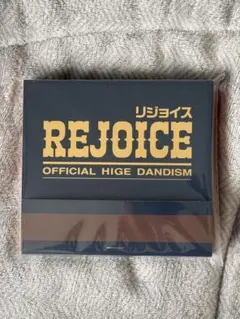 リジョイス
REJOICE
OFFICIAL HIGE DANDISM